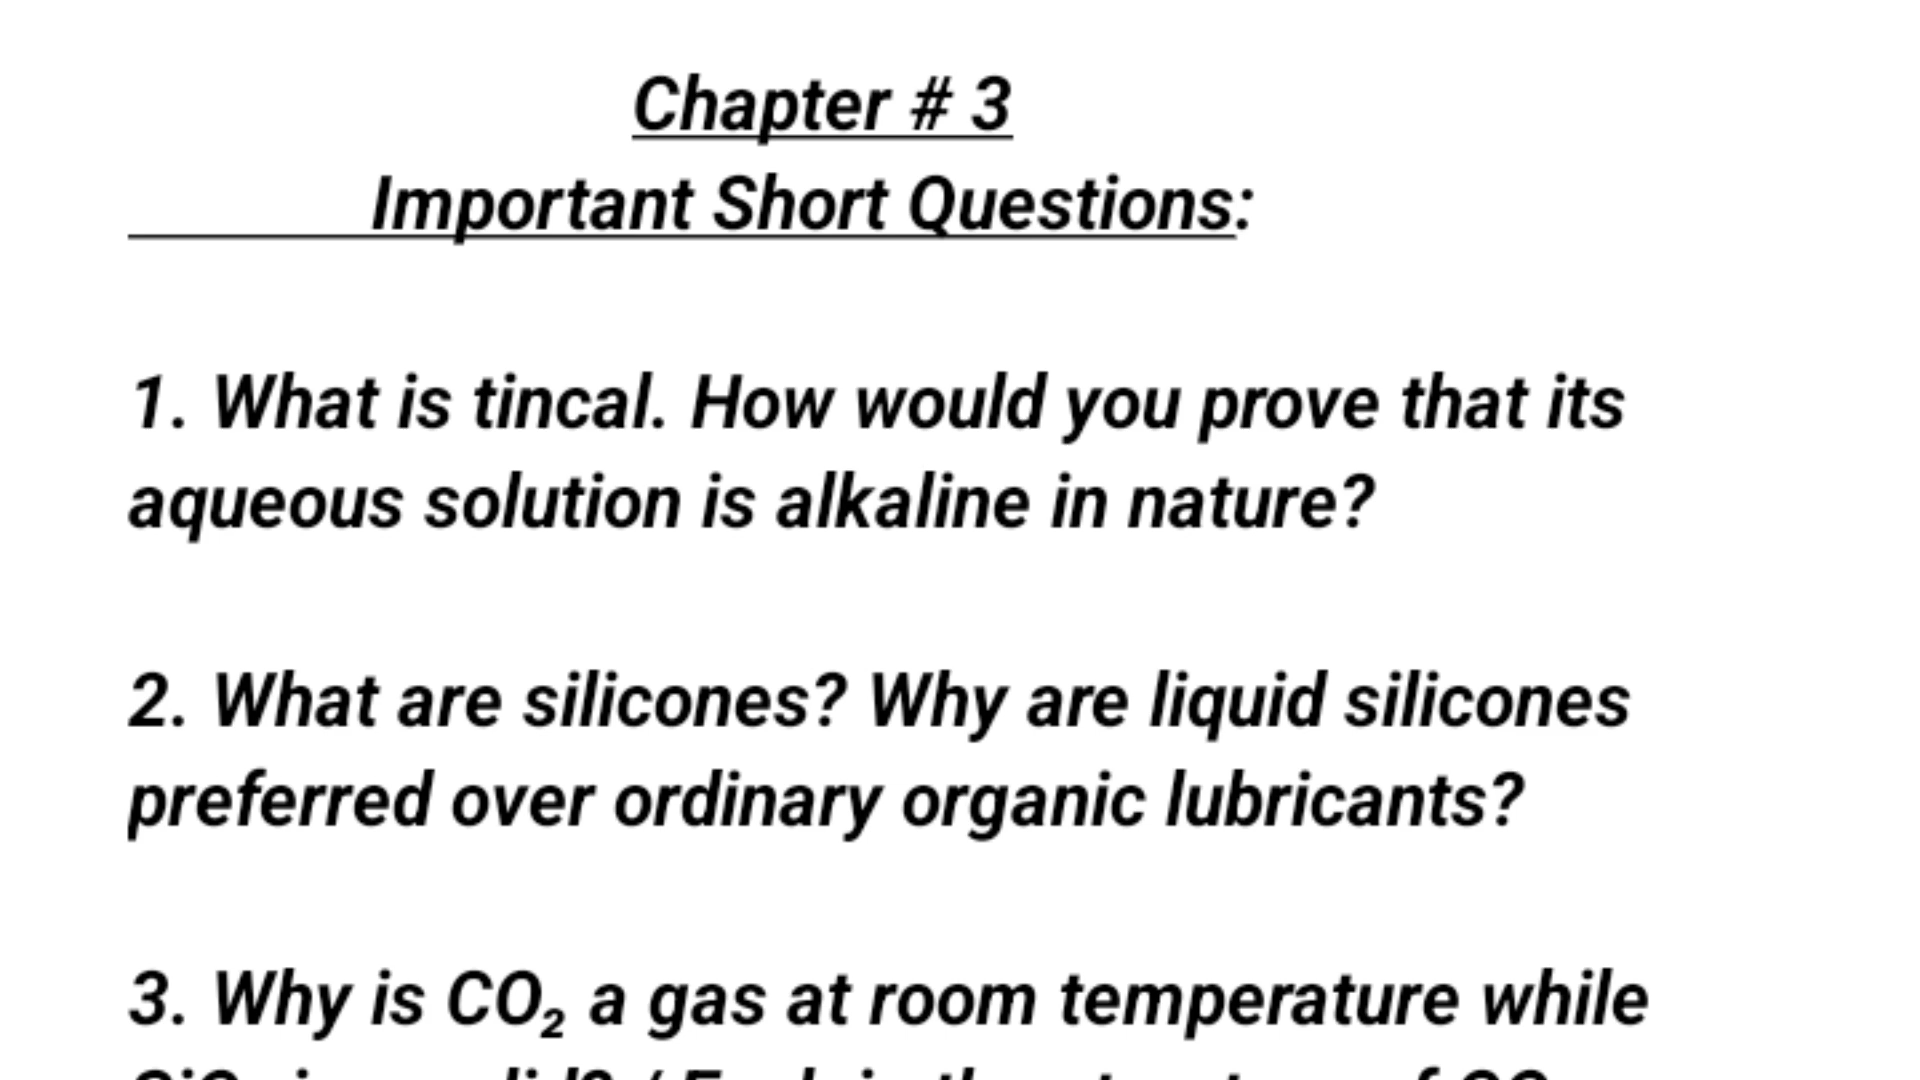 Chapter # 3
Important Short Questions:
1. What is tincal. How would you prove that its
aqueous solution is alkaline in nature?
2. What are silicones? Why are liquid silicones
preferred over ordinary organic lubricants?
3. Why is CO₂ a gas at room temperature while